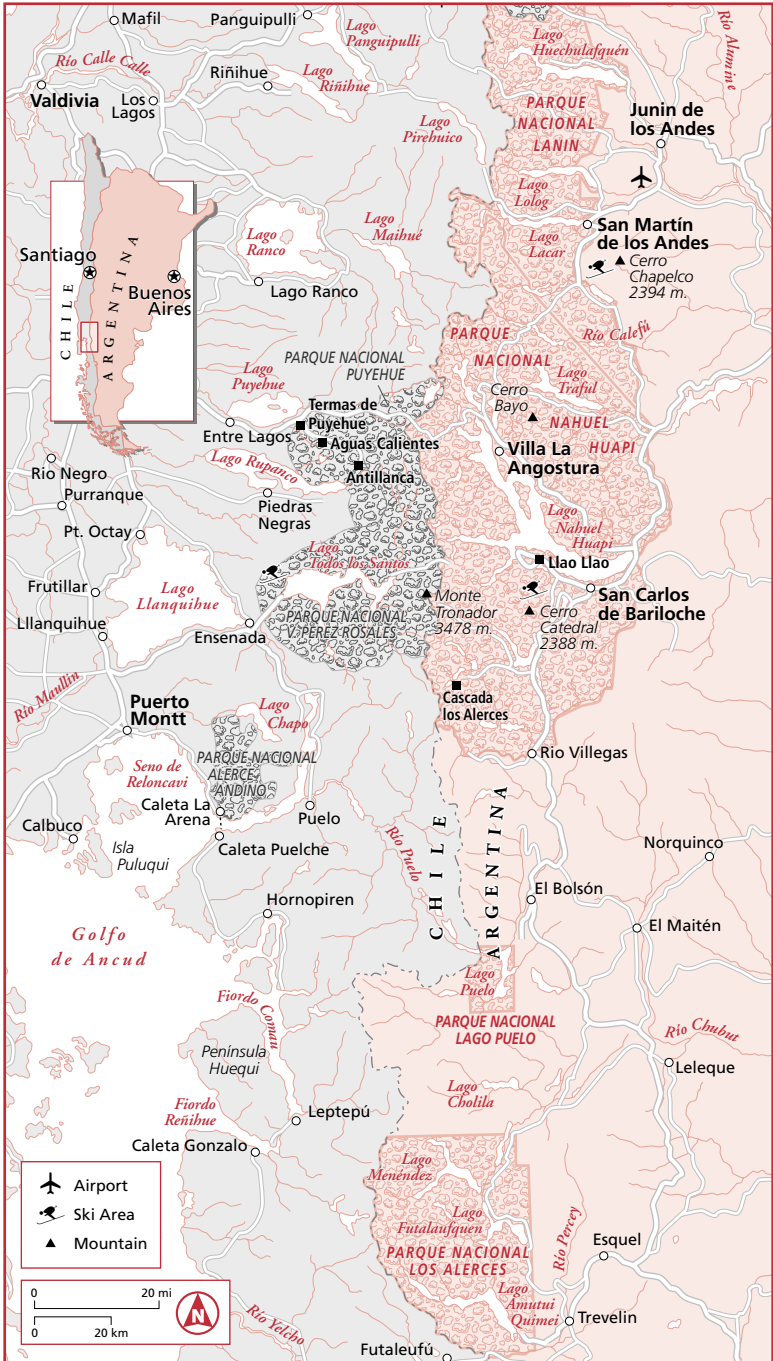 Mafil
Panguipulli
Lago
Panguipulli
Lago
Huechulafquén
Río Alumine
Río Calle Calle
Riñihue
Lago
Riñihue
Valdivia
Los
Lagos
PARQUE
NACIONAL
LANIN
Junin de
los Andes
Lago
Pirehuico
Lago
Lolog
San Martín
de los Andes
Lago
Maihué
Lago
Ranco
Lago
Lacar
Cerro
Chapelco
2394 m.
Santiago
Buenos
Aires
CHILE
ARGENTINA
Lago Ranco
PARQUE
NACIONAL
NAHUEL
HUAPI
Río Calefú
PARQUE NACIONAL
PUYEHUE
Lago
Puyehue
Lago
Traful
Cerro
Bayo
Termas de
Puyehue
Entre Lagos
Aguas Calientes
Villa La
Angostura
Rio Negro
Lago Rupanco
Antillanca
Purranque
Piedras
Negras
Lago
Nahuel
Huapi
Pt. Octay
Lago
Todos los Santos
Llao Llao
Frutillar
Lago
Llanquihue
Monte
Tronador
3478 m.
San Carlos
de Bariloche
Llanquihue
Ensenada
PARQUE NACIONAL
V. PEREZ ROSALES
Cerro
Catedral
2388 m.
Río Maullin
Cascada
los Alerces
Puerto
Montt
Lago
Chapo
Rio Villegas
Seno de
Reloncavi
PARQUE NACIONAL
ALERCE-
ANDINO
Caleta La
Arena
Puelo
Calbuco
Isla
Puluqui
Caleta Puelche
Río Puelo
CHILE
ARGENTINA
Norquinco
Hornopiren
El Bolsón
El Maitén
Golfo
de Ancud
Lago
Puelo
Fiordo Comau
PARQUE NACIONAL
LAGO PUELO
Río Chubut
Península
Huequi
Leleque
Lago
Cholila
Fiordo
Reñihue
Leptepú
Caleta Gonzalo
Lago
Menéndez
Airport
Ski Area
Mountain
Lago
Futalaufquen
Río Percey
PARQUE NACIONAL
LOS ALERCES
Esquel
0 20 mi
0 20 km
N
Lago
Amutui
Quimei
Río Yelcho
Trevelin
Futaleufú